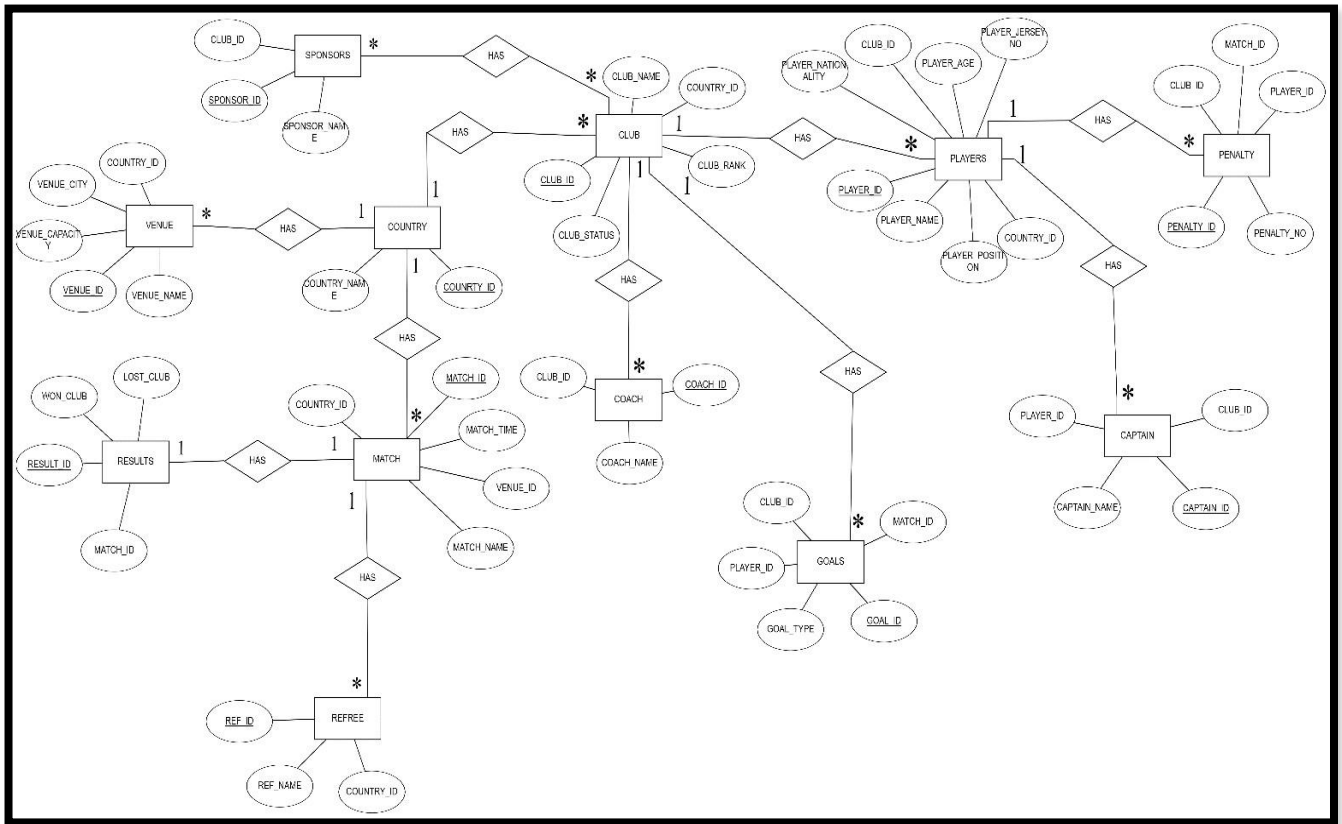 CLUB_ID
SPONSORS
*
HAS
SPONSOR_ID
SPONSOR_NAM
E
*
CLUB_NAME
COUNTRY_ID
HAS
*
CLUB
1
1
1
CLUB_RANK
CLUB_ID
CLUB_STATUS
HAS
*
PLAYER_NATION
ALITY
CLUB_ID
PLAYER_AGE
PLAYER_JERSEY
NO
PLAYERS
1
1
PLAYER_ID
PLAYER_NAME
PLAYER_POSITI
ON
COUNTRY_ID
HAS
*
MATCH_ID
CLUB_ID
PLAYER_ID
PENALTY
PENALTY_ID
PENALTY_NO
HAS
*
PLAYER_ID
CLUB_ID
CAPTAIN
CAPTAIN_NAME
CAPTAIN_ID
COUNTRY_ID
VENUE_CITY
VENUE_CAPACIT
Y
VENUE
*
VENUE_ID
VENUE_NAME
HAS
1
1
COUNTRY
1
COUNTRY_NAM
E
COUNRTY_ID
HAS
*
HAS
*
CLUB_ID
COACH
COACH_ID
COACH_NAME
HAS
*
CLUB_ID
MATCH_ID
PLAYER_ID
GOALS
GOAL_TYPE
GOAL_ID
LOST_CLUB
WON_CLUB
RESULT_ID
RESULTS
1
MATCH_ID
HAS
1
COUNTRY_ID
MATCH_ID
MATCH
MATCH_TIME
VENUE_ID
MATCH_NAME
1
HAS
*
REF_ID
REFREE
REF_NAME
COUNTRY_ID